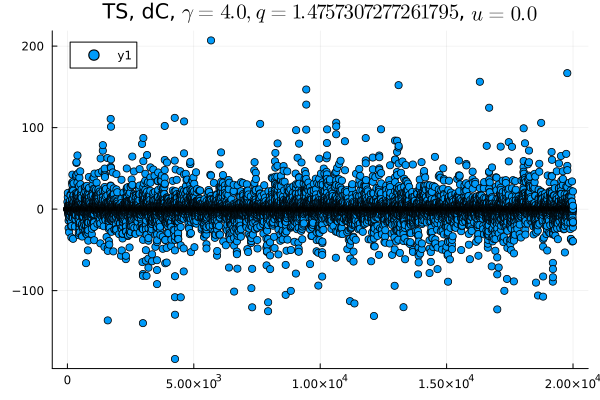 TS, dC, γ = 4.0, q = 1.4757307277261795, u = 0.0
y1
200
100
0
−100
0 5.00×10³ 1.00×10⁴ 1.50×10⁴ 2.00×10⁴